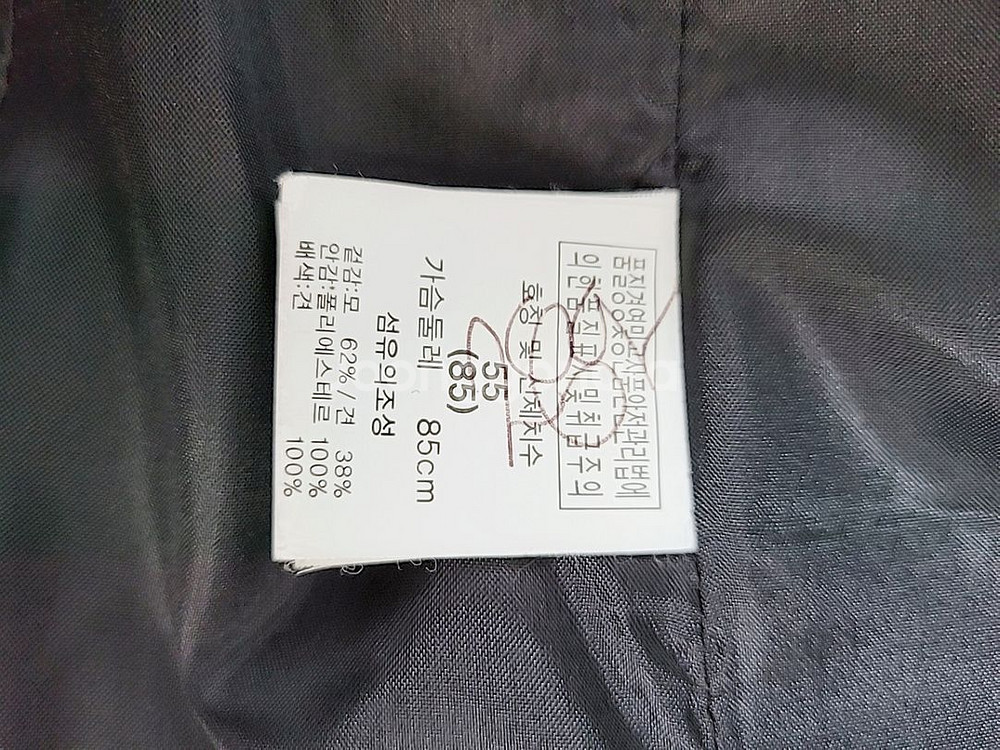 품질경영및공산품안전관리법에
의한품질표시및취급주의
호칭 및 신체치수
55
(85)
가슴둘레 85cm
섬유의조성
겉감:모 62% / 견 38%
안감:폴리에스테르 100%
배색:견 100%